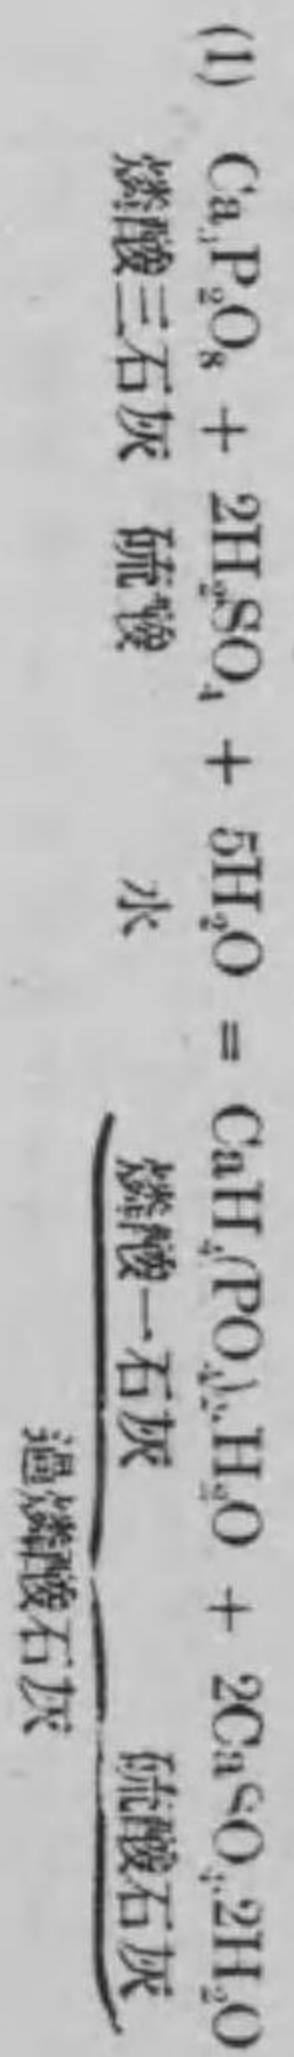 (1) Ca₃P₂O₈ + 2H₂SO₄ + 5H₂O = CaH₄(PO₄)₂.H₂O + 2CaSO₄.2H₂O
燐酸三石灰 硫酸 水 燐酸一石灰 硫酸石灰
過燐酸石灰